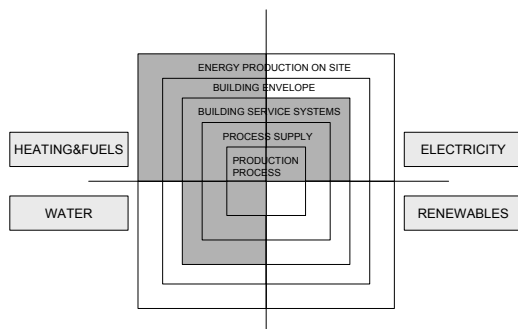 ENERGY PRODUCTION ON SITE
BUILDING ENVELOPE
BUILDING SERVICE SYSTEMS
PROCESS SUPPLY
PRODUCTION
PROCESS
HEATING&FUELS
ELECTRICITY
WATER
RENEWABLES